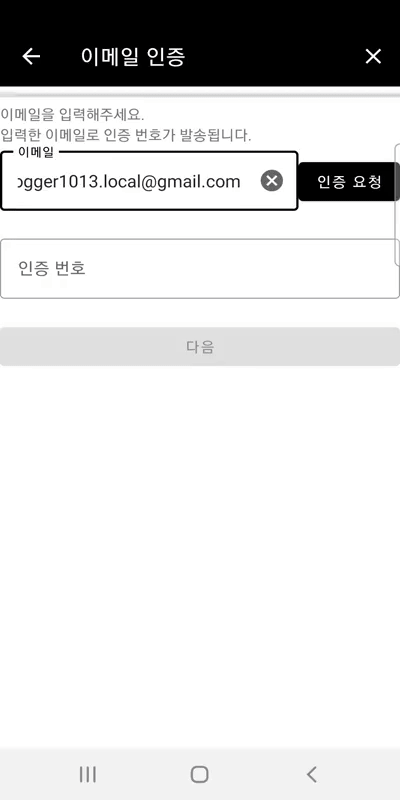 이메일 인증
이메일을 입력해주세요.
입력한 이메일로 인증 번호가 발송됩니다.
이메일
ogger1013.local@gmail.com
인증 요청
인증 번호
다음